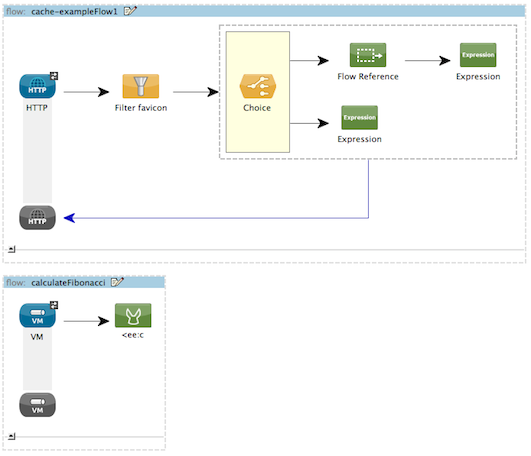 flow: cache-exampleFlow1
HTTP
HTTP
Filter favicon
Choice
Flow Reference
Expression
Expression
Expression
Expression
HTTP
flow: calculateFibonacci
VM
VM
<ee:c
VM